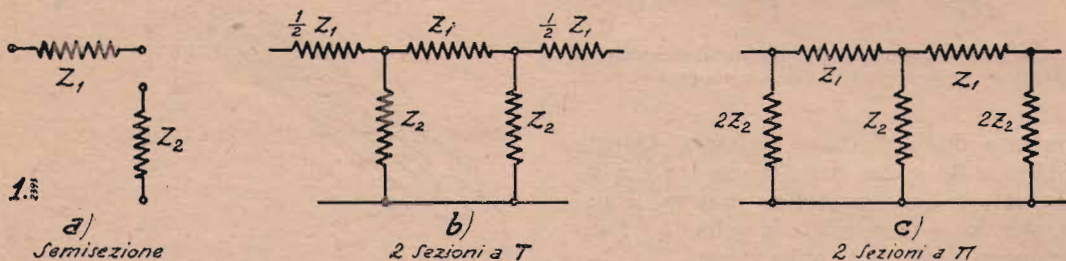 Z₁
Z₂
1. 2393
a)
Semisezione
½ Z₁
Z₁
½ Z₁
Z₂
Z₂
b)
2 sezioni a T
Z₁
Z₁
2Z₂
Z₂
2Z₂
c)
2 sezioni a π